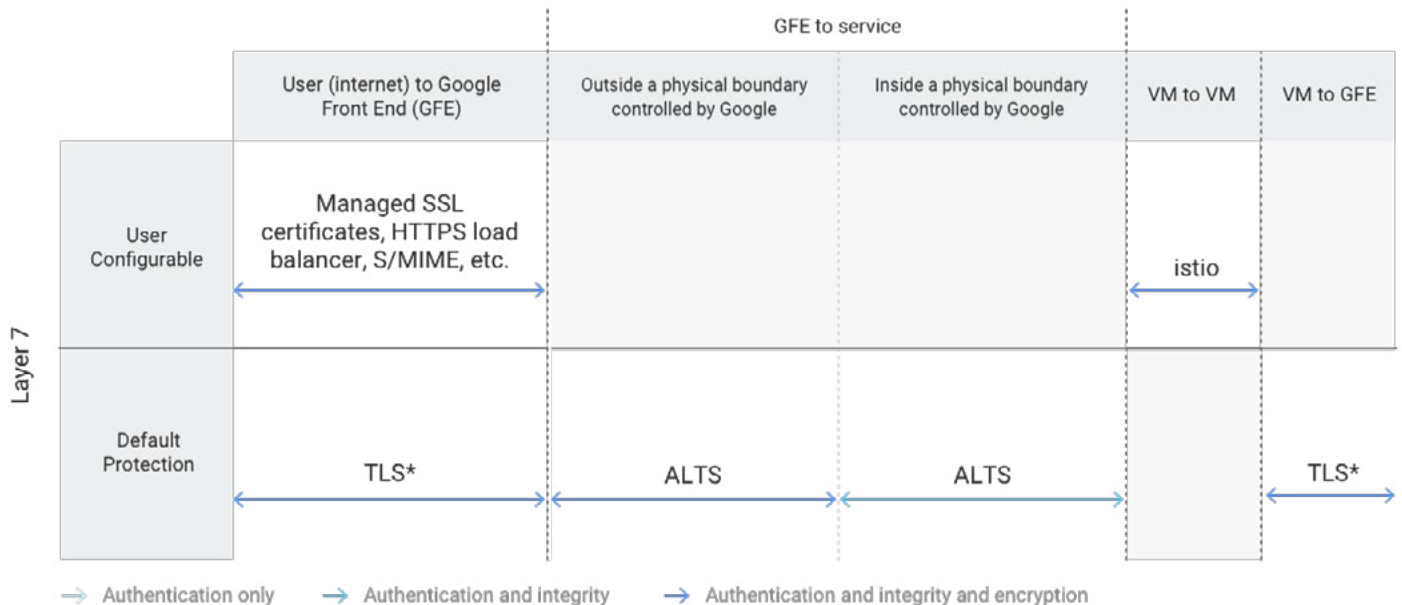 GFE to service
User (internet) to Google
Front End (GFE)
Outside a physical boundary
controlled by Google
Inside a physical boundary
controlled by Google
VM to VM
VM to GFE
Layer 7
User
Configurable
Managed SSL
certificates, HTTPS load
balancer, S/MIME, etc.
istio
Default
Protection
TLS*
ALTS
ALTS
TLS*
Authentication only
Authentication and integrity
Authentication and integrity and encryption